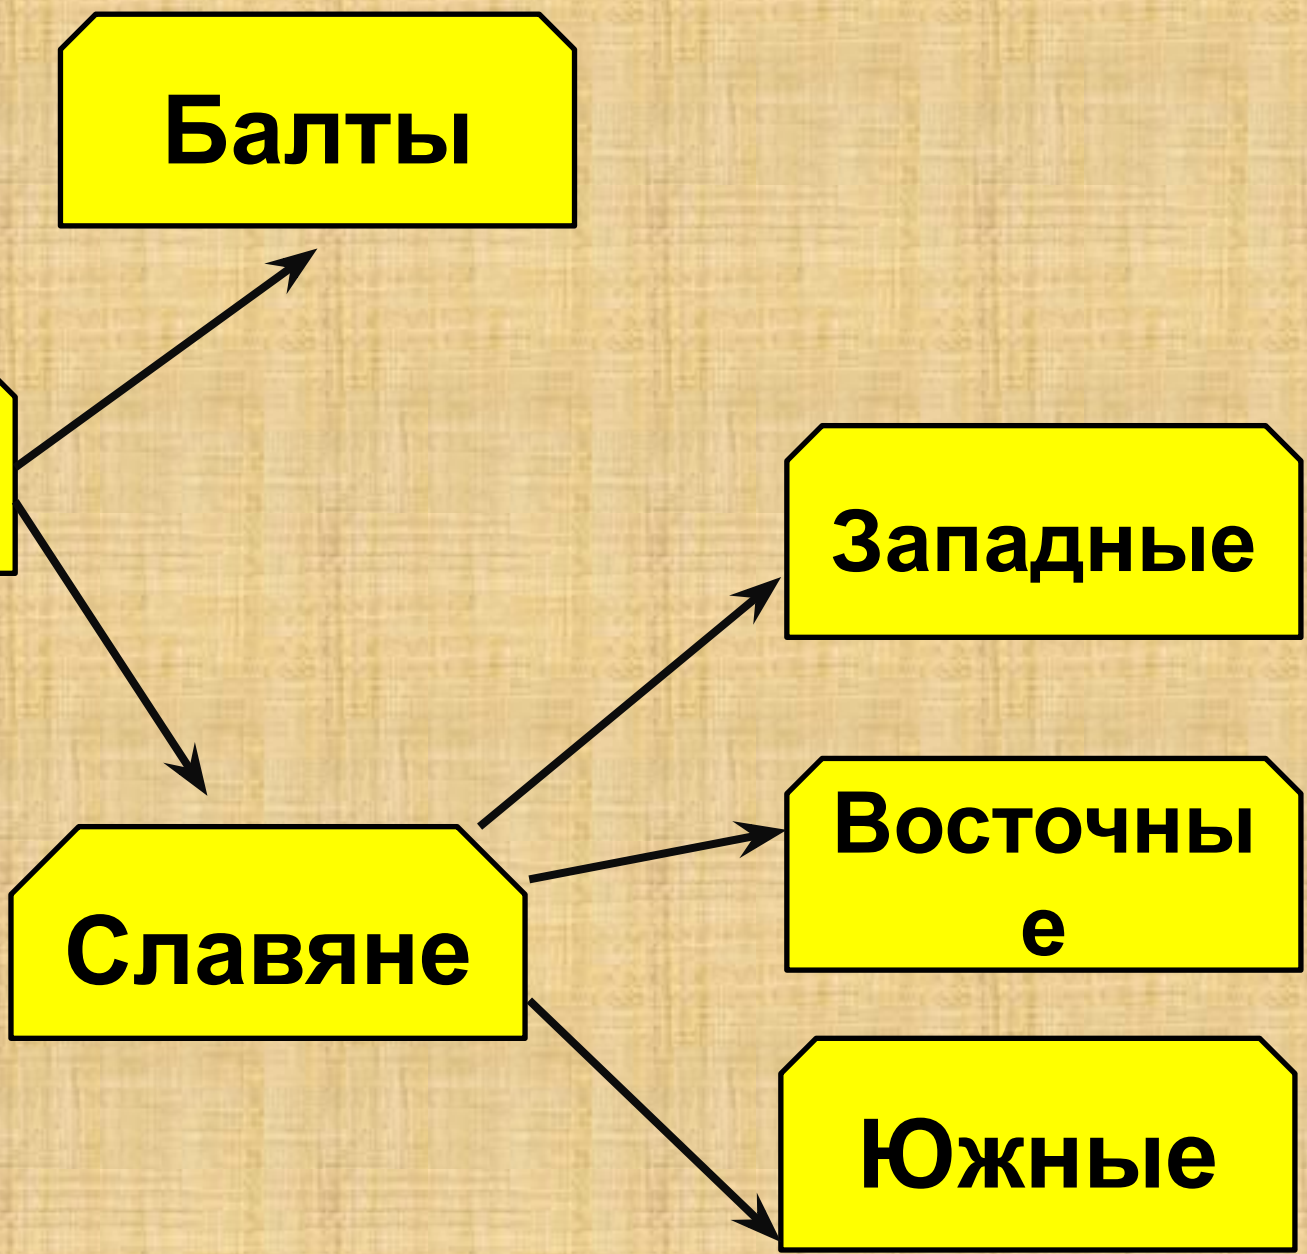 Балты
Западные
Восточны
е
Славяне
Южные